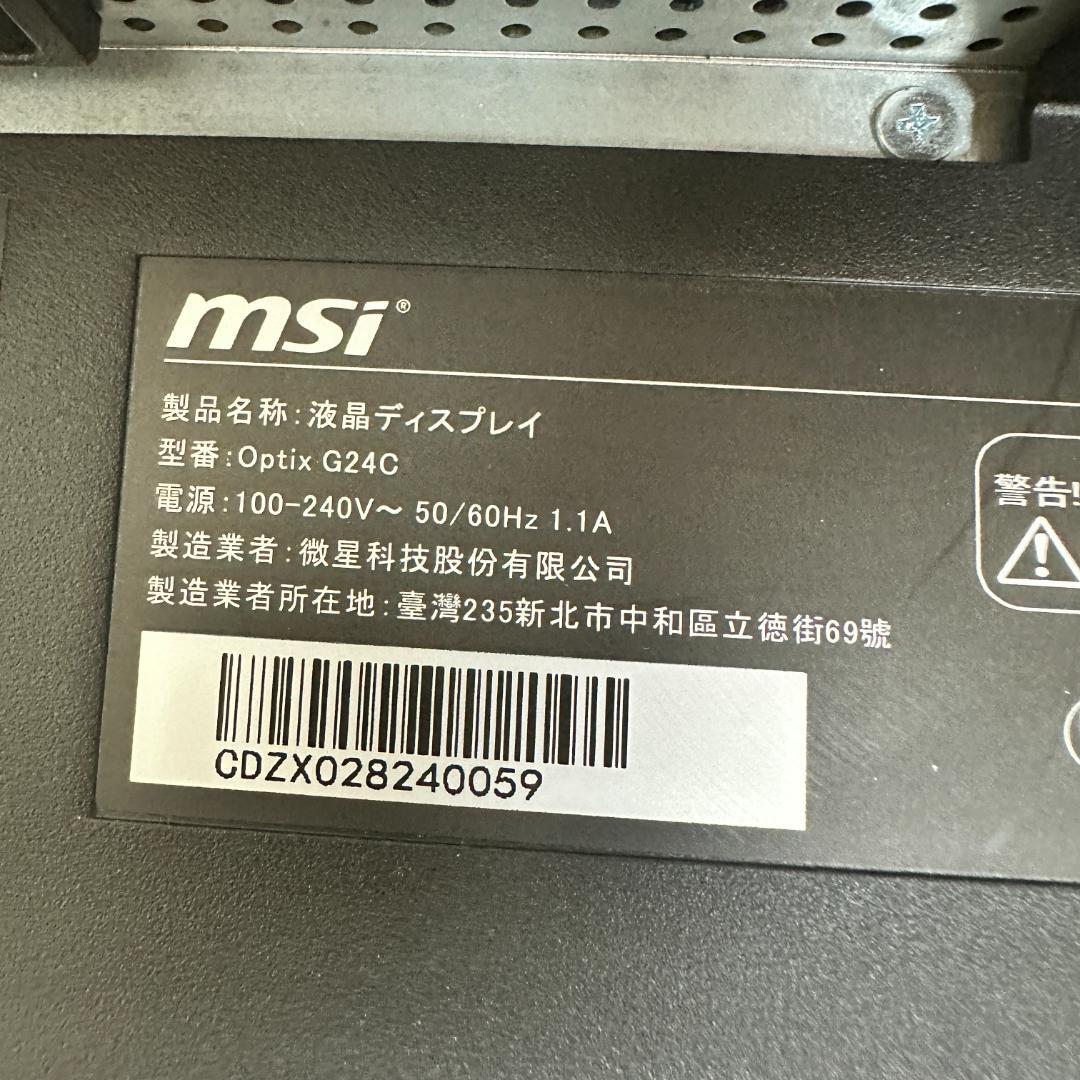 msi®
製品名称:液晶ディスプレイ
型番:Optix G24C
電源:100-240V～ 50/60Hz 1.1A
製造業者:微星科技股份有限公司
製造業者所在地:臺灣235新北市中和區立德街69號
警告!
CDZX028240059